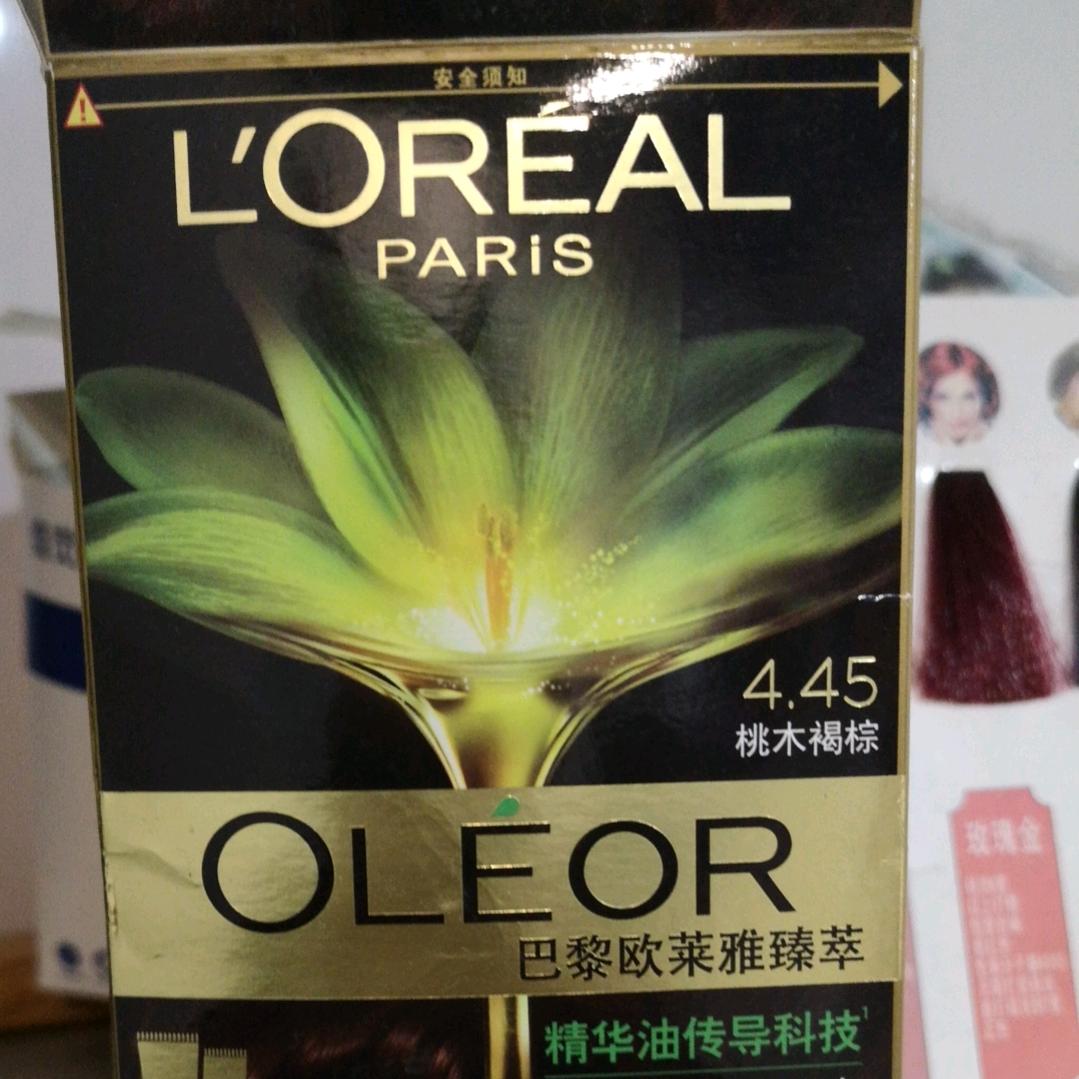 安全须知
L'ORÉAL
PARiS
4.45
桃木褐棕
OLÉOR
巴黎欧莱雅臻萃
精华油传导科技1
玫瑰金